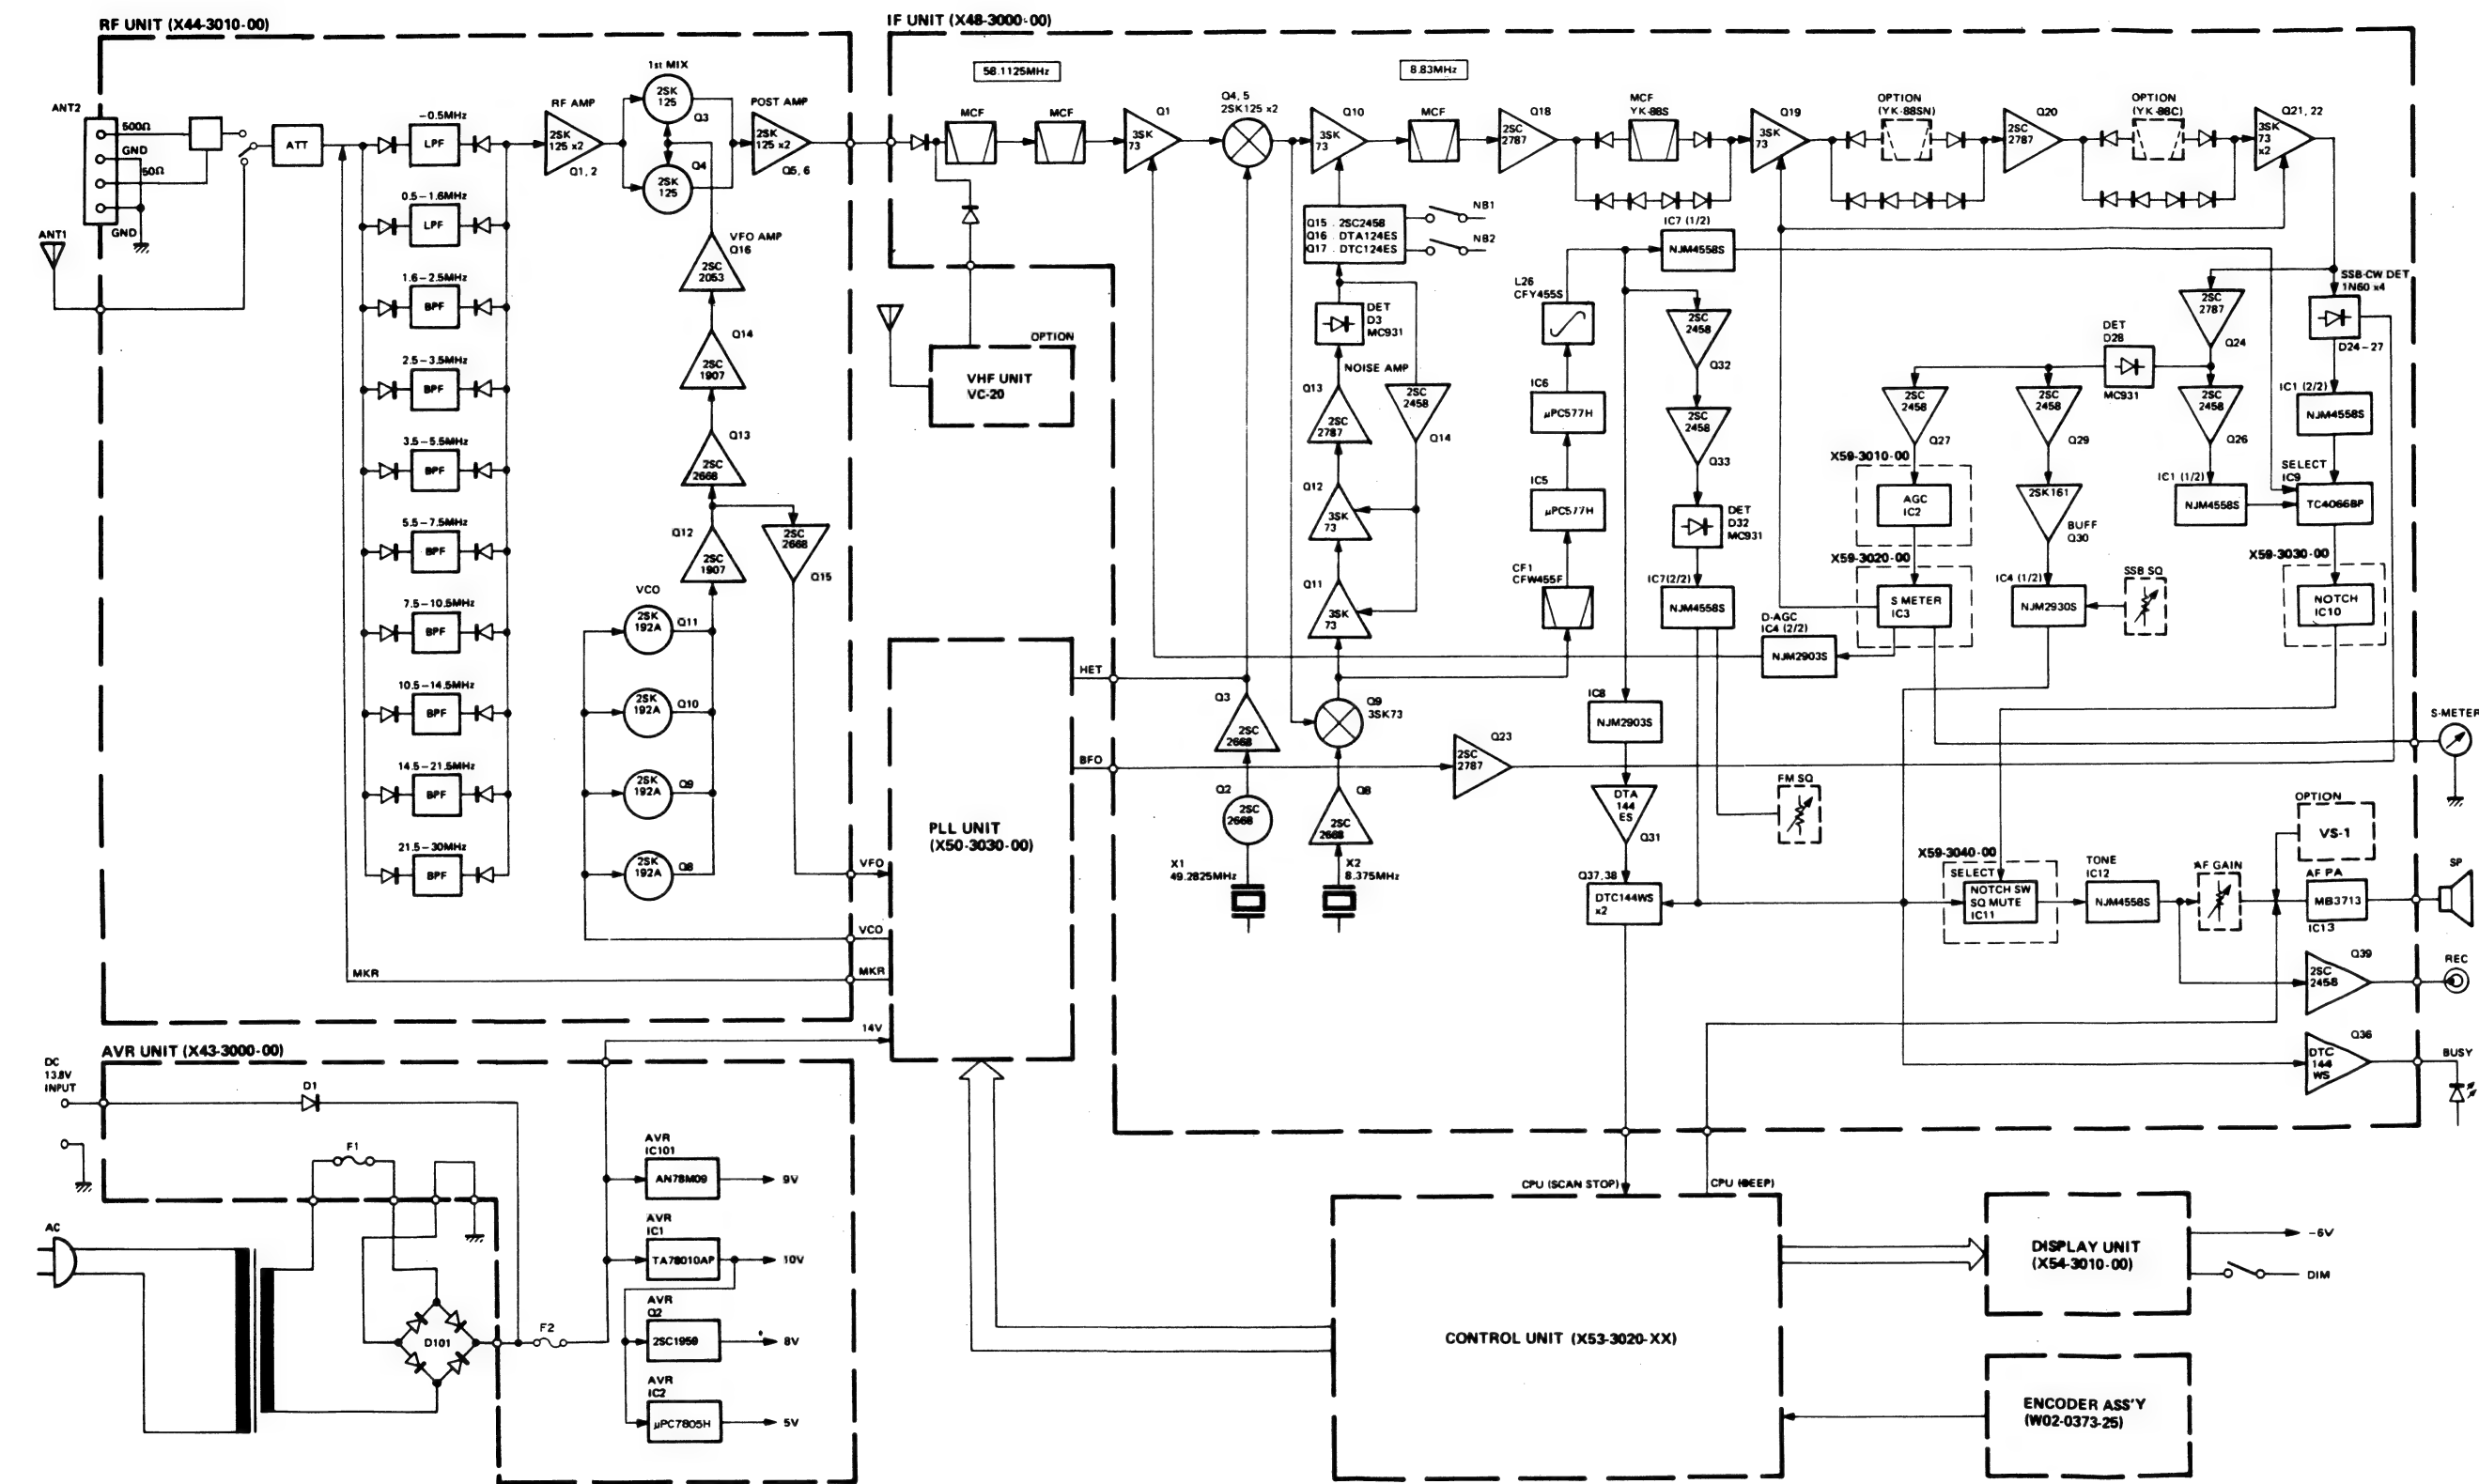 RF UNIT (X44-3010-00)
ANT2
500Ω
GND
50Ω
GND
ANT1
ATT
-0.5MHz
LPF
0.5-1.6MHz
LPF
1.6-2.5MHz
BPF
2.5-3.5MHz
BPF
3.5-5.5MHz
BPF
5.5-7.5MHz
BPF
7.5-10.5MHz
BPF
10.5-14.5MHz
BPF
14.5-21.5MHz
BPF
21.5-30MHz
BPF
RF AMP
2SK
125 x2
Q1, 2
1st MIX
2SK
125
Q3
Q4
2SK
125
POST AMP
2SK
125 x2
Q5, 6
VFO AMP
Q16
2SC
2053
Q14
2SC
1907
Q13
2SC
2668
Q12
2SC
1907
2SC
2668
Q15
VCO
2SK
192A
Q11
2SK
192A
Q10
2SK
192A
Q9
2SK
192A
Q8
VFO
VCO
MKR
MKR
14V
IF UNIT (X48-3000-00)
58.1125MHz
8.83MHz
MCF
MCF
Q1
3SK
73
Q4, 5
2SK125 x2
Q10
3SK
73
MCF
Q18
2SC
2787
MCF
YK-88S
Q19
3SK
73
OPTION
(YK-88SN)
Q20
2SC
2787
OPTION
(YK-88C)
Q21, 22
3SK
73
x2
OPTION
VHF UNIT
VC-20
Q15 2SC2458
Q16 DTA124ES
Q17 DTC124ES
NB1
NB2
DET
D3
MC931
NOISE AMP
Q13
2SC
2787
2SC
2458
Q14
Q12
3SK
73
Q11
3SK
73
L26
CFY455S
IC6
µPC577H
IC5
µPC577H
CF1
CFW455F
IC7 (1/2)
NJM4558S
2SC
2458
Q32
2SC
2458
Q33
DET
D32
MC931
IC7(2/2)
NJM4558S
D-AGC
IC4 (2/2)
NJM2903S
DET
D28
MC931
2SC
2787
Q24
SSB-CW DET
1N60 x4
D24-27
2SC
2458
Q27
2SC
2458
Q29
2SC
2458
Q26
IC1 (2/2)
NJM4558S
X59-3010-00
AGC
IC2
2SK161
BUFF
Q30
IC1 (1/2)
NJM4558S
SELECT
IC9
TC4066BP
X59-3020-00
S METER
IC3
IC4 (1/2)
NJM2930S
SSB SQ
X59-3030-00
NOTCH
IC10
HET
BFO
Q3
2SC
2668
Q2
2SC
2668
X1
49.2825MHz
Q9
3SK73
Q8
2SC
2668
X2
8.375MHz
Q23
2SC
2787
IC8
NJM2903S
DTA
144
ES
Q31
Q37, 38
DTC144WS
x2
FM SQ
S-METER
OPTION
VS-1
X59-3040-00
SELECT
NOTCH SW
SQ MUTE
IC11
TONE
IC12
NJM4558S
AF GAIN
AF PA
MB3713
IC13
SP
Q39
2SC
2458
REC
Q36
DTC
144
WS
BUSY
PLL UNIT
(X50-3030-00)
AVR UNIT (X43-3000-00)
DC
13.8V
INPUT
D1
F1
AC
D101
F2
AVR
IC101
AN78M09
9V
AVR
IC1
TA78010AP
10V
AVR
Q2
2SC1959
8V
AVR
IC2
µPC7805H
5V
CPU (SCAN STOP)
CPU (BEEP)
CONTROL UNIT (X53-3020-XX)
DISPLAY UNIT
(X54-3010-00)
-6V
DIM
ENCODER ASS'Y
(W02-0373-25)